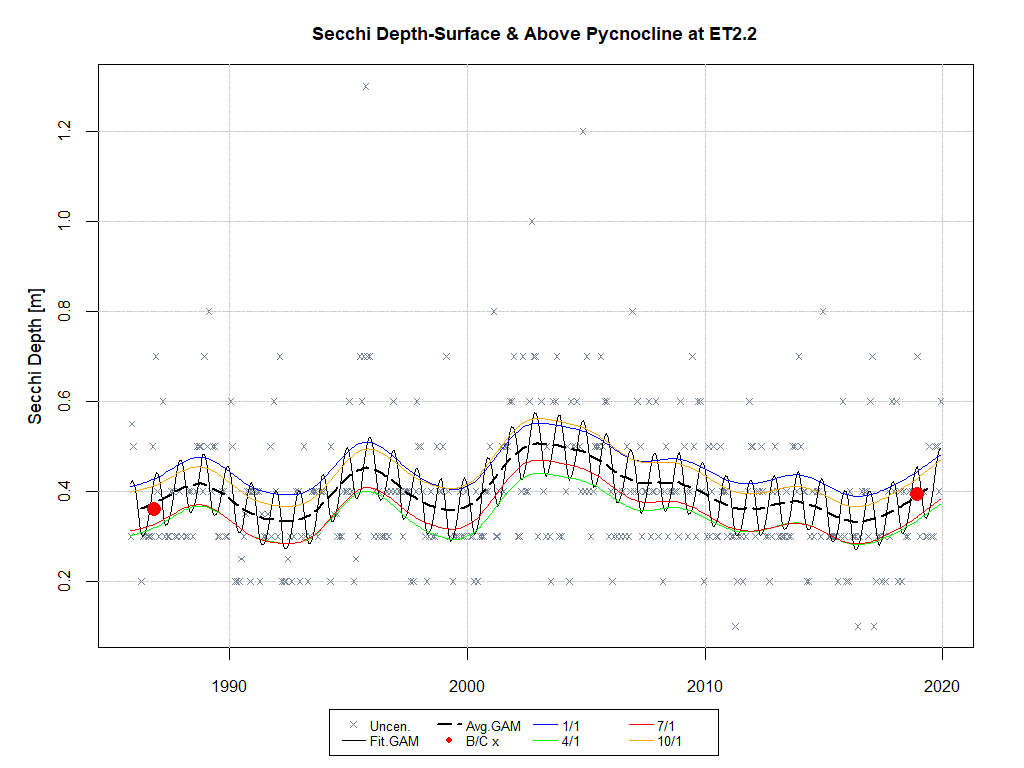 Secchi Depth-Surface & Above Pycnocline at ET2.2
Secchi Depth [m]
1.2
1.0
0.8
0.6
0.4
0.2
1990 2000 2010 2020
Uncen. Avg.GAM 1/1 7/1
Fit.GAM B/C x 4/1 10/1